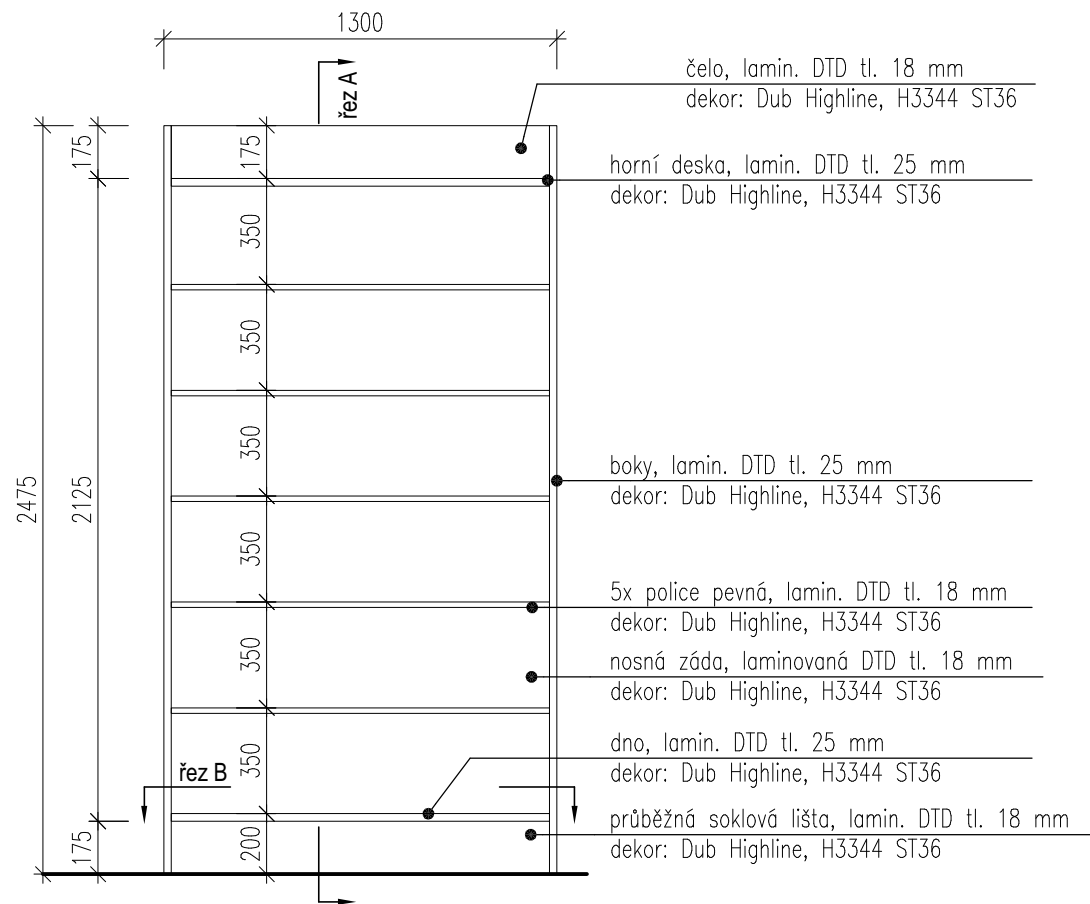 1300
řez A
čelo, lamin. DTD tl. 18 mm
dekor: Dub Highline, H3344 ST36
175
175
horní deska, lamin. DTD tl. 25 mm
dekor: Dub Highline, H3344 ST36
350
350
350
2475
2125
boky, lamin. DTD tl. 25 mm
dekor: Dub Highline, H3344 ST36
350
5x police pevná, lamin. DTD tl. 18 mm
dekor: Dub Highline, H3344 ST36
350
nosná záda, laminovaná DTD tl. 18 mm
dekor: Dub Highline, H3344 ST36
350
řez B
dno, lamin. DTD tl. 25 mm
dekor: Dub Highline, H3344 ST36
175
200
průběžná soklová lišta, lamin. DTD tl. 18 mm
dekor: Dub Highline, H3344 ST36